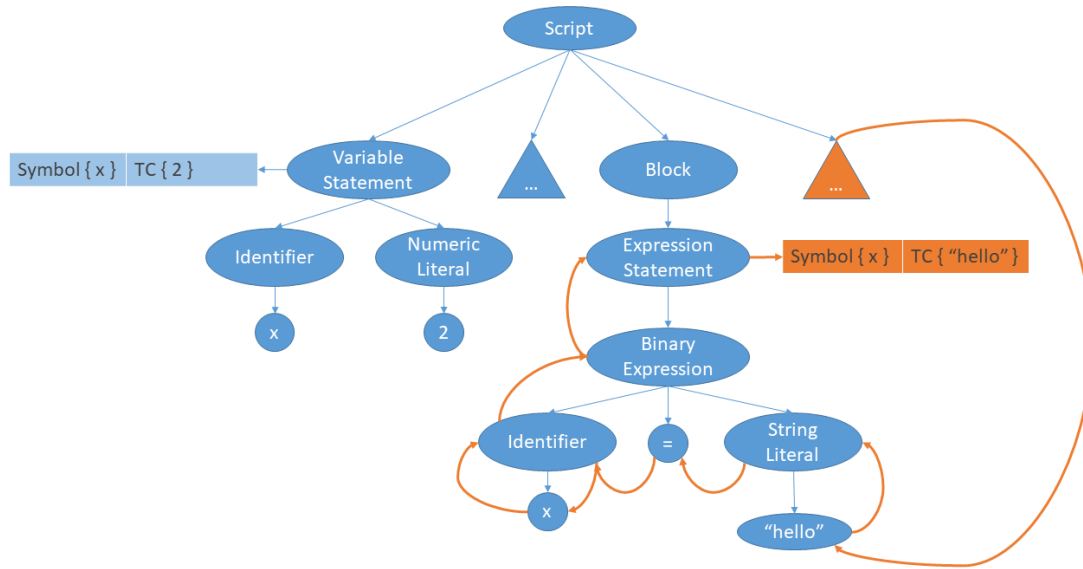 Script
Variable
Statement
...
Block
...
Symbol { x } TC { 2 }
Identifier
Numeric
Literal
Expression
Statement
Symbol { x } TC { “hello” }
x
2
Binary
Expression
Identifier
=
String
Literal
x
“hello”